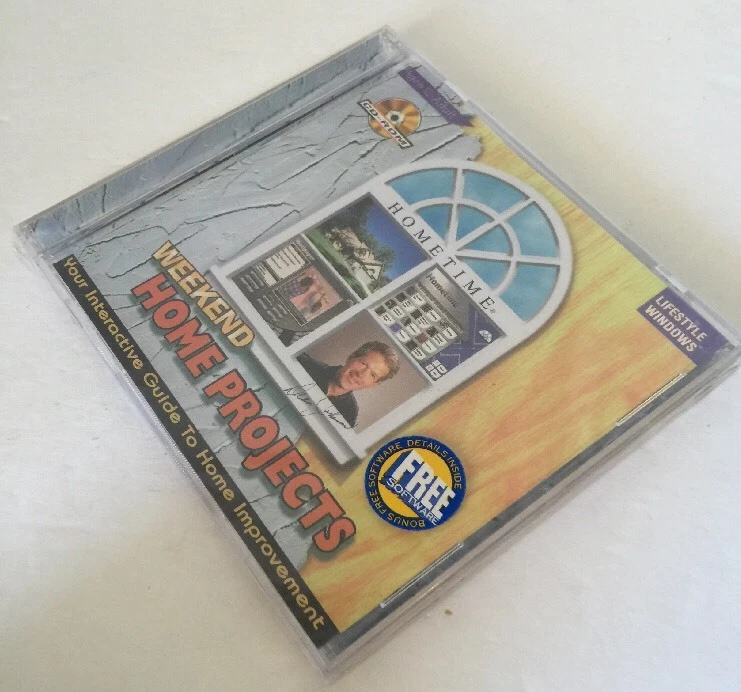 CD-ROM
HOMETIME®
Hometime
WEEKEND
HOME PROJECTS
Your Interactive Guide To Home Improvement
LIFESTYLE
WINDOWS
BONUS FREE SOFTWARE. DETAILS INSIDE
FREE
SOFTWARE